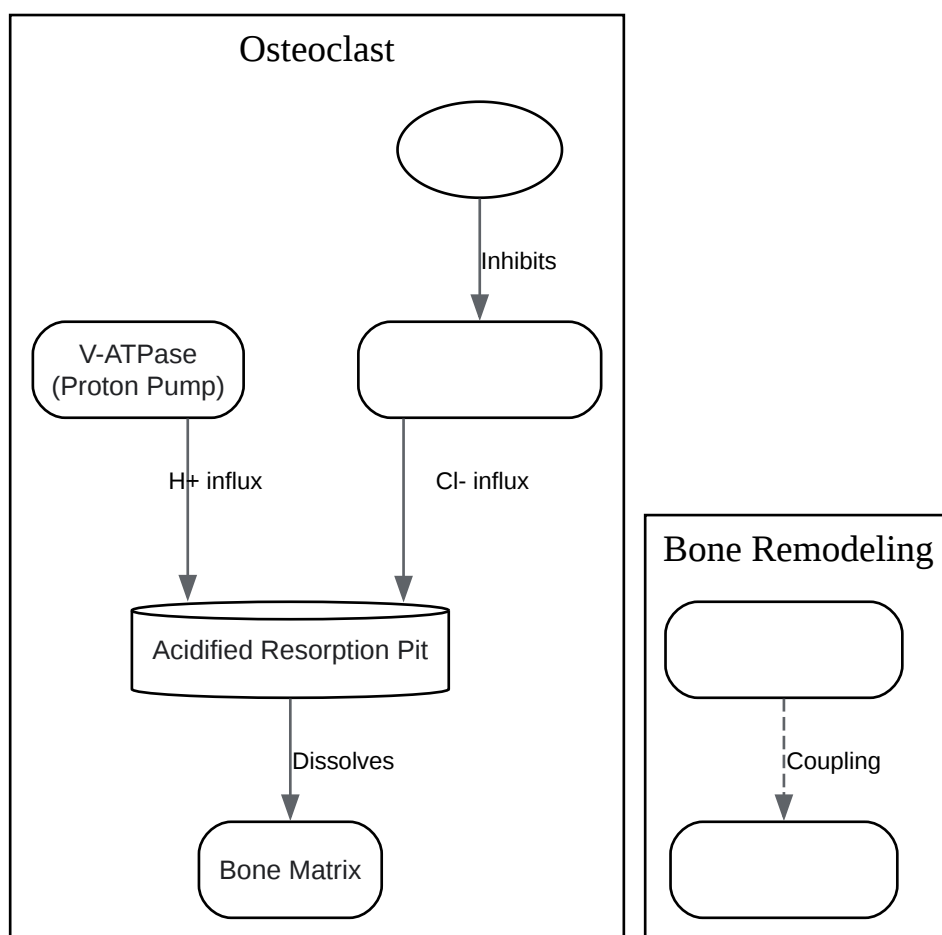 Osteoclast
Inhibits
V-ATPase
(Proton Pump)
H+ influx
Cl- influx
Bone Remodeling
Acidified Resorption Pit
Dissolves
Coupling
Bone Matrix